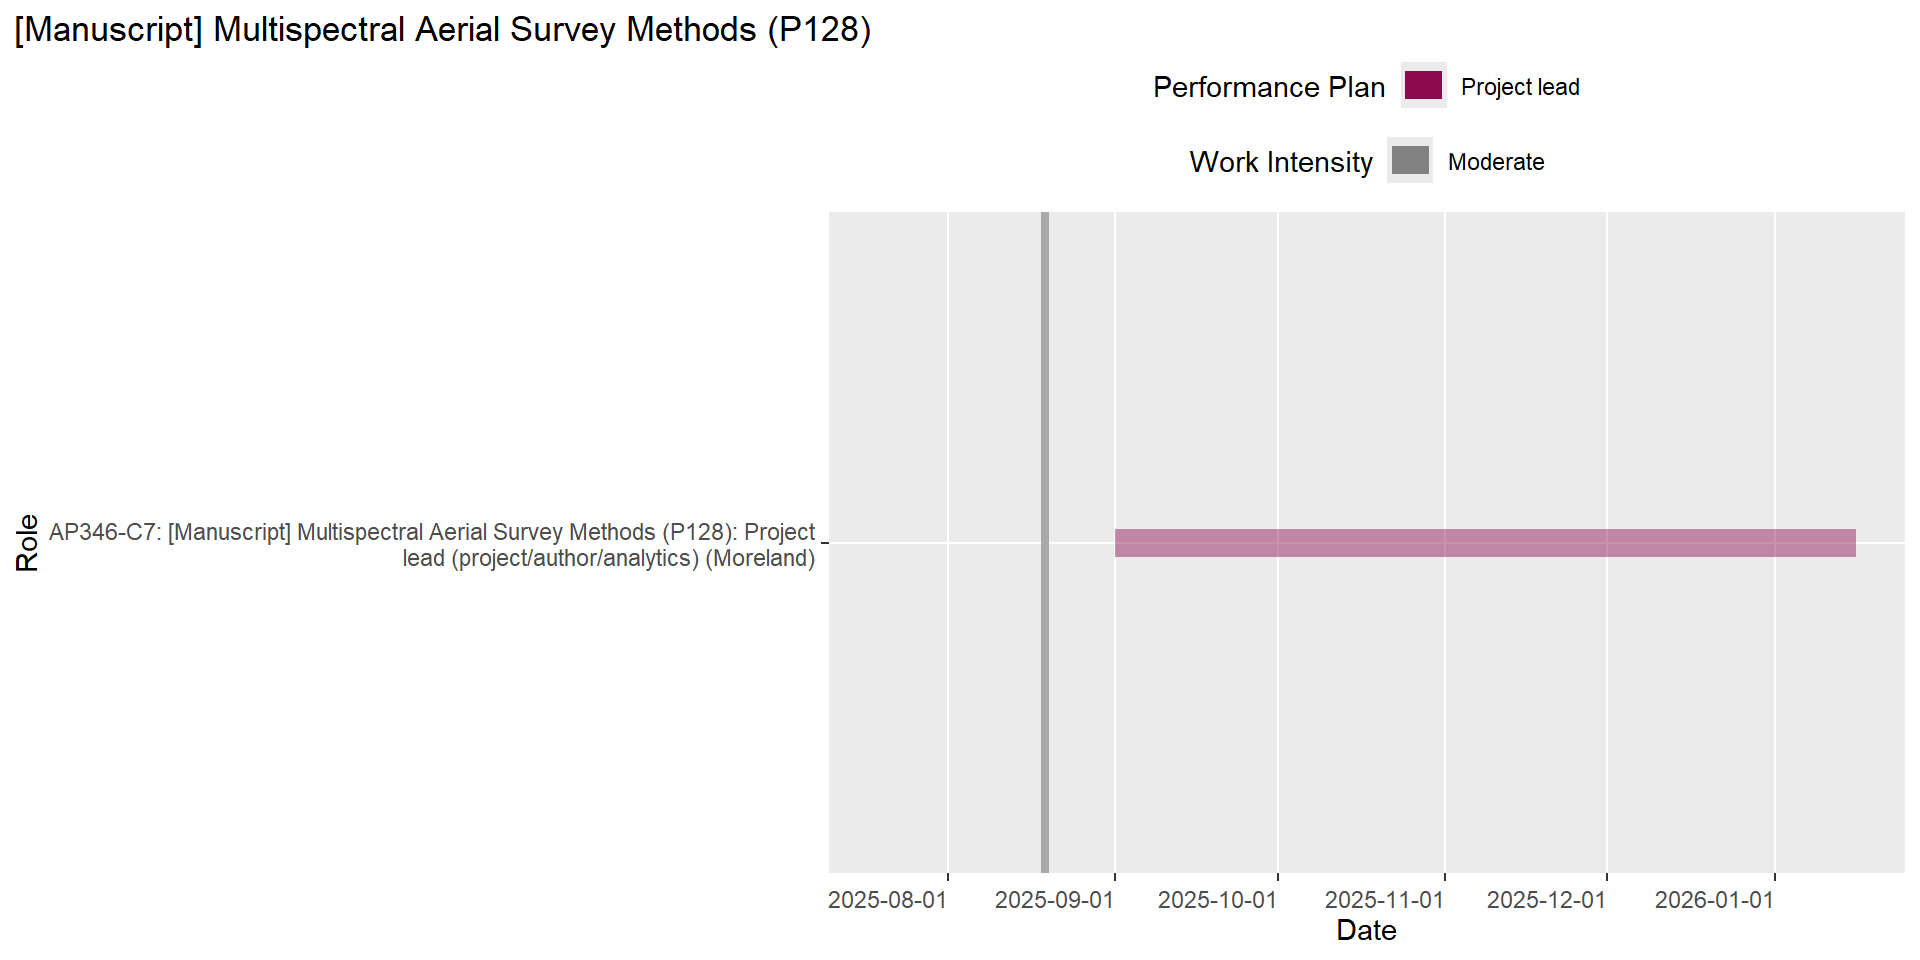 [Manuscript] Multispectral Aerial Survey Methods (P128)
Performance Plan
Project lead
Work Intensity
Moderate
Role
AP346-C7: [Manuscript] Multispectral Aerial Survey Methods (P128): Project
lead (project/author/analytics) (Moreland)
2025-08-01
2025-09-01
2025-10-01
2025-11-01
2025-12-01
2026-01-01
Date